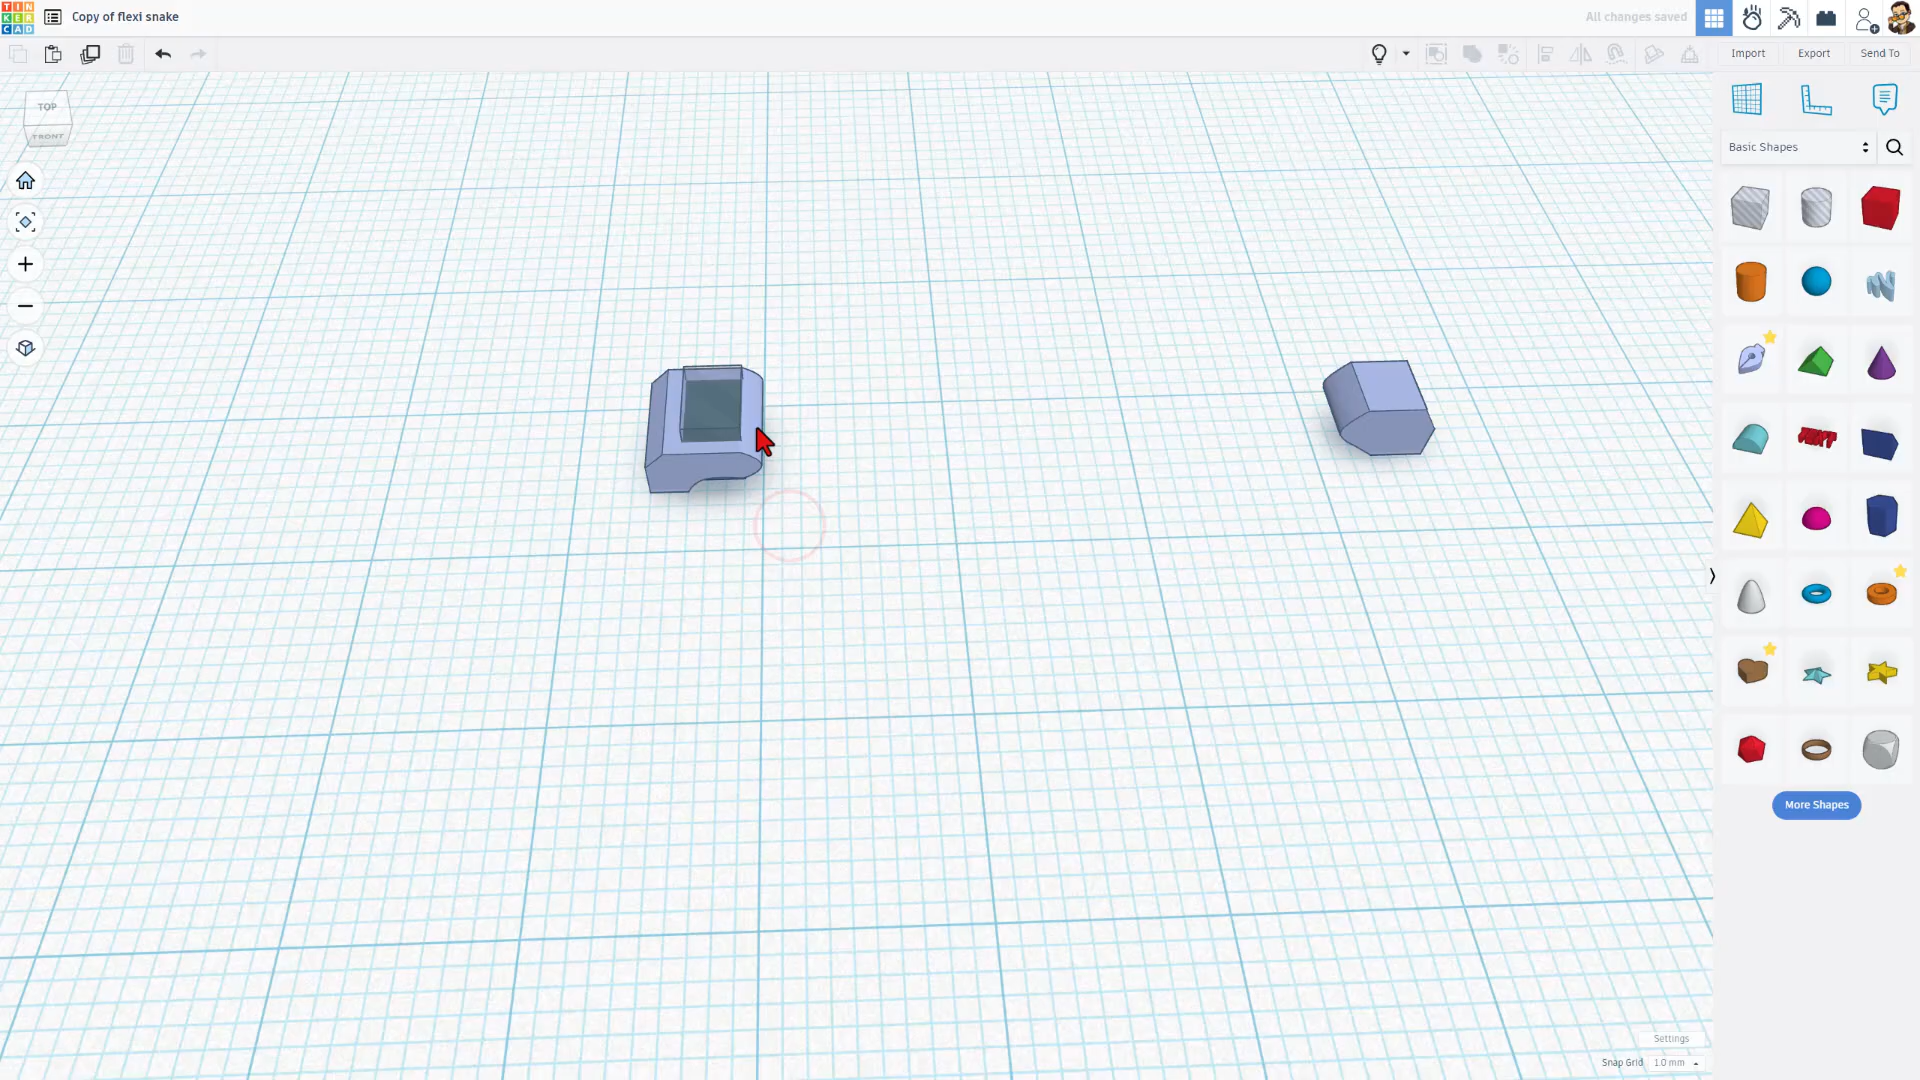 TIN
KER
CAD
Copy of flexi snake
All changes saved
Import
Export
Send To
TOP
FRONT
Basic Shapes
More Shapes
Settings
Snap Grid
1.0 mm